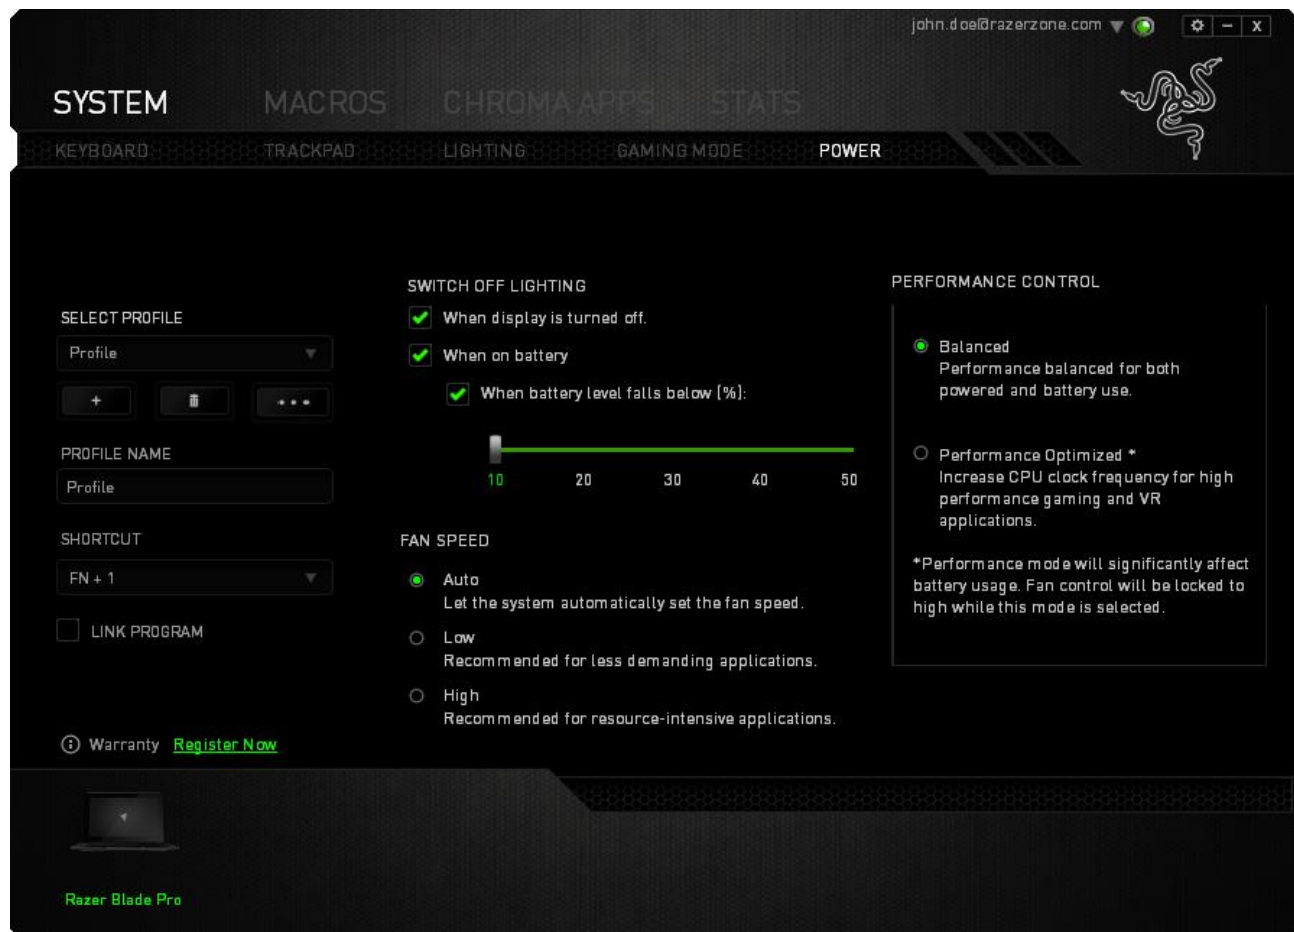 john.doe@razerzone.com
SYSTEM MACROS CHROMA APPS STATS
KEYBOARD TRACKPAD LIGHTING GAMING MODE POWER
SELECT PROFILE
Profile
+
PROFILE NAME
Profile
SHORTCUT
FN + 1
LINK PROGRAM
Warranty Register Now
SWITCH OFF LIGHTING
When display is turned off.
When on battery
When battery level falls below (%):
10 20 30 40 50
FAN SPEED
Auto
Let the system automatically set the fan speed.
Low
Recommended for less demanding applications.
High
Recommended for resource-intensive applications.
PERFORMANCE CONTROL
Balanced
Performance balanced for both
powered and battery use.
Performance Optimized *
Increase CPU clock frequency for high
performance gaming and VR
applications.
*Performance mode will significantly affect
battery usage. Fan control will be locked to
high while this mode is selected.
Razer Blade Pro